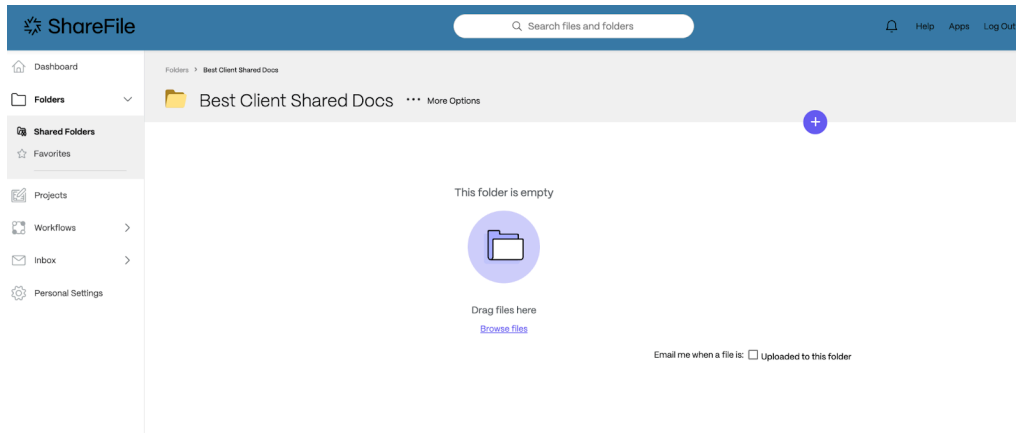 ShareFile
Search files and folders
Help Apps Log Out
Dashboard
Folders
Shared Folders
Favorites
Projects
Workflows
Inbox
Personal Settings
Folders > Best Client Shared Docs
Best Client Shared Docs ••• More Options
+
This folder is empty
Drag files here
Browse files
Email me when a file is: Uploaded to this folder